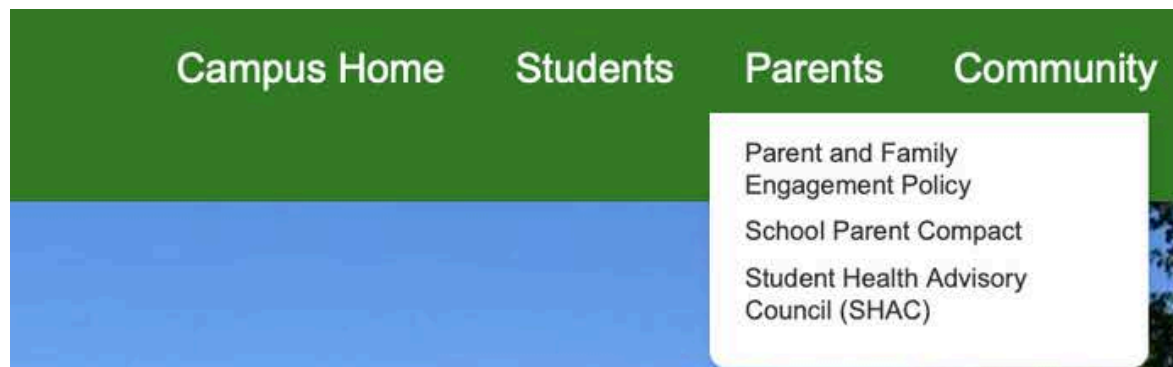 Campus Home Students Parents Community
Parent and Family
Engagement Policy
School Parent Compact
Student Health Advisory
Council (SHAC)